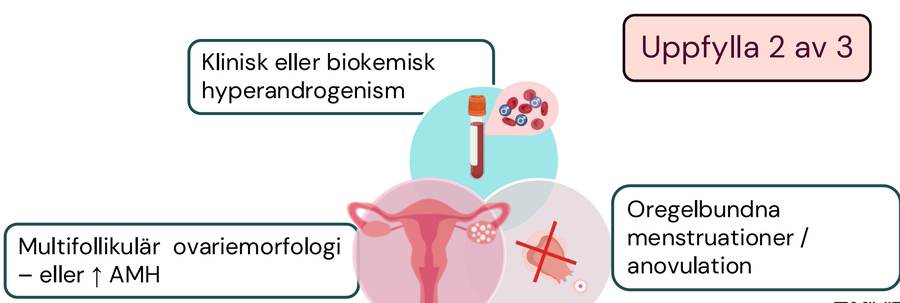 Uppfylla 2 av 3
Klinisk eller biokemisk
hyperandrogenism
Oregelbundna
menstruationer /
anovulation
Multifollikulär ovariemorfologi
– eller ↑ AMH